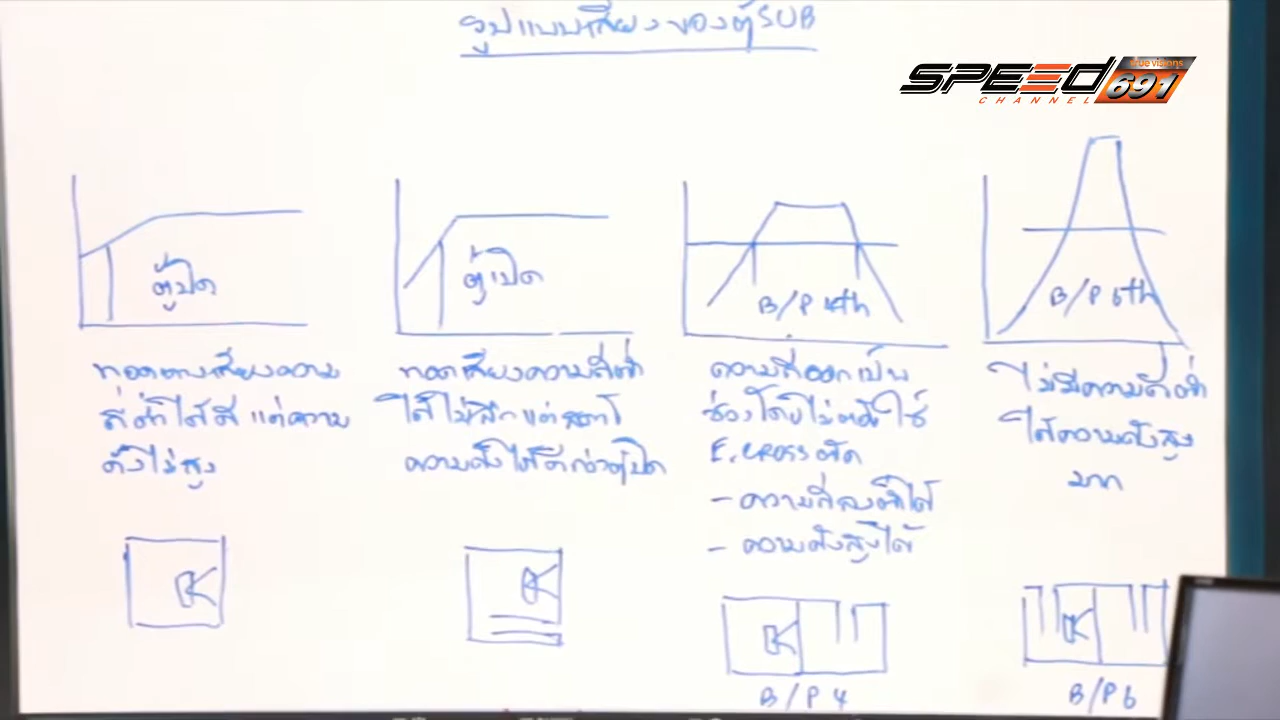 รูปแบบเสียงของตู้ SUB
SPEED
CHANNEL
true visions
691
ตู้ปิด
ตู้เปิด
B/P 4th
B/P 6th
ทอดเสียงความ
ถี่ต่ำได้ดี แต่ความ
ดังไม่สูง
ทอดเสียงความถี่ต่ำ
ได้ไม่ลึก แต่
ความดังได้ดีกว่าตู้ปิด
ความถี่ออกเป็น
ช่วงโดยไม่ต้องใช้
E.CROSS ตัด
- ความถี่ลงต่ำได้
- ความดังสูงได้
ไม่มีความถี่ต่ำ
ได้ความดังสูง
มาก
B/P 4
B/P 6